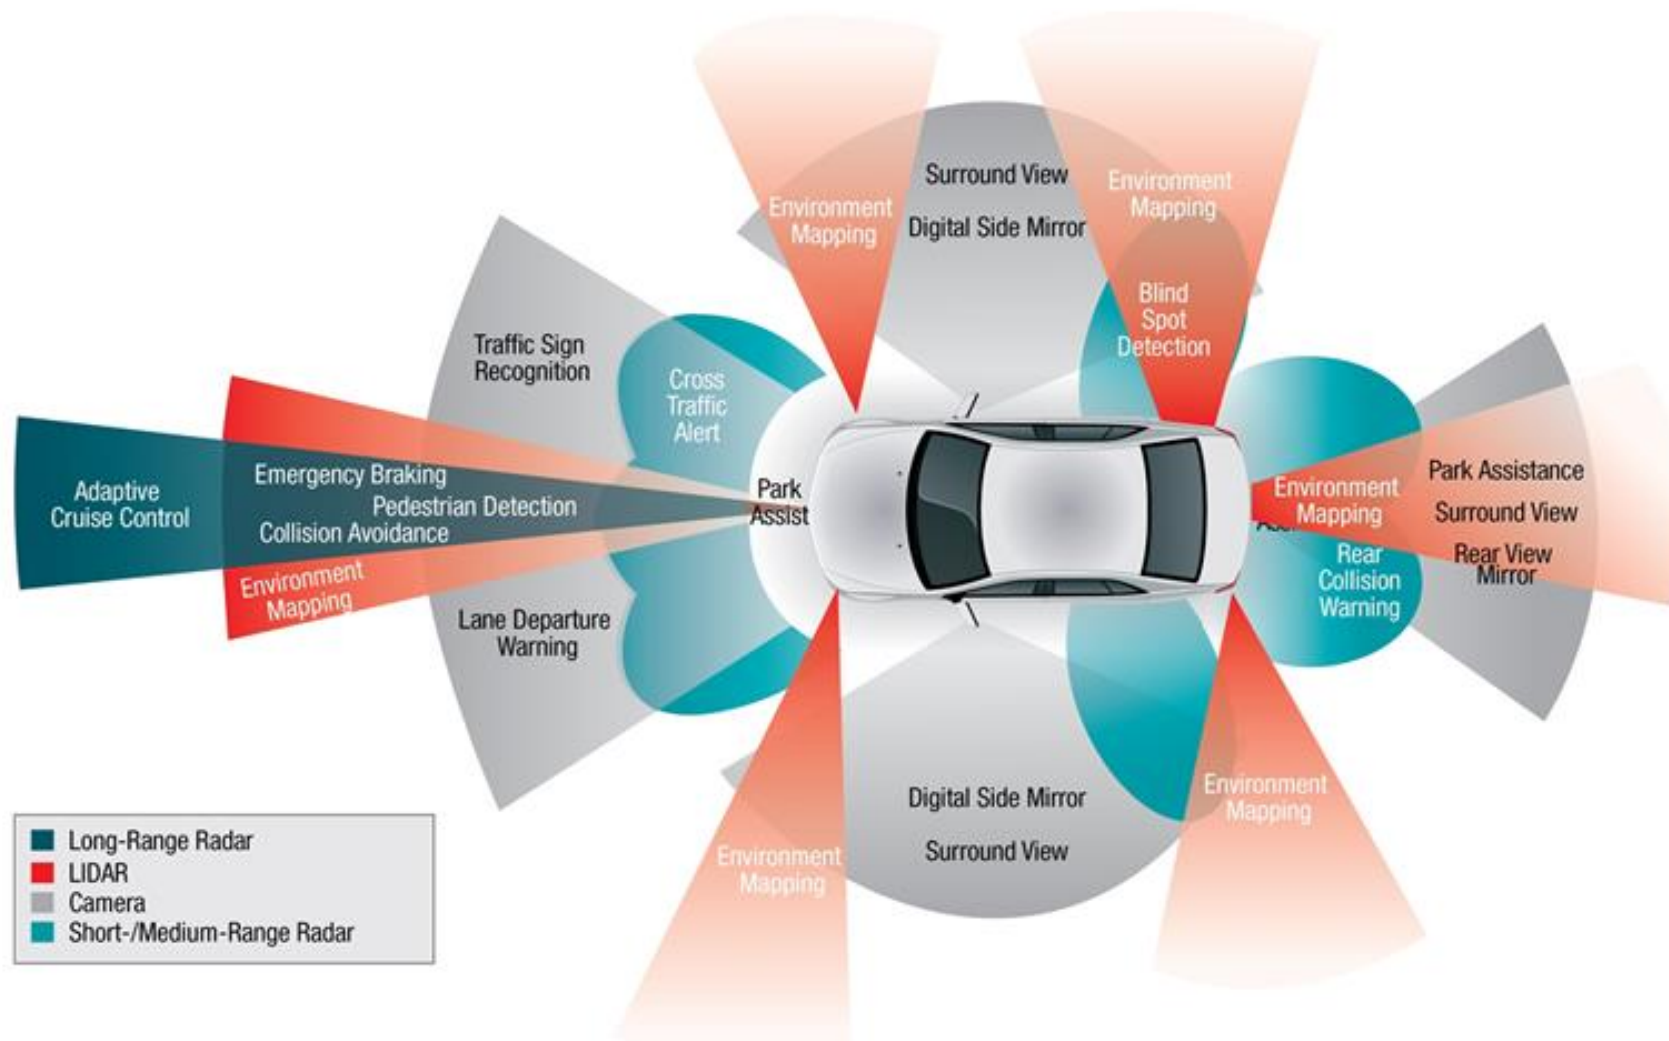 Surround View
Digital Side Mirror
Environment
Mapping
Environment
Mapping
Blind
Spot
Detection
Traffic Sign
Recognition
Cross
Traffic
Alert
Adaptive
Cruise Control
Emergency Braking
Pedestrian Detection
Collision Avoidance
Environment
Mapping
Lane Departure
Warning
Park
Assist
Environment
Mapping
Rear
Collision
Warning
Park Assistance
Surround View
Rear View
Mirror
Environment
Mapping
Digital Side Mirror
Surround View
Environment
Mapping
Long-Range Radar
LIDAR
Camera
Short-/Medium-Range Radar